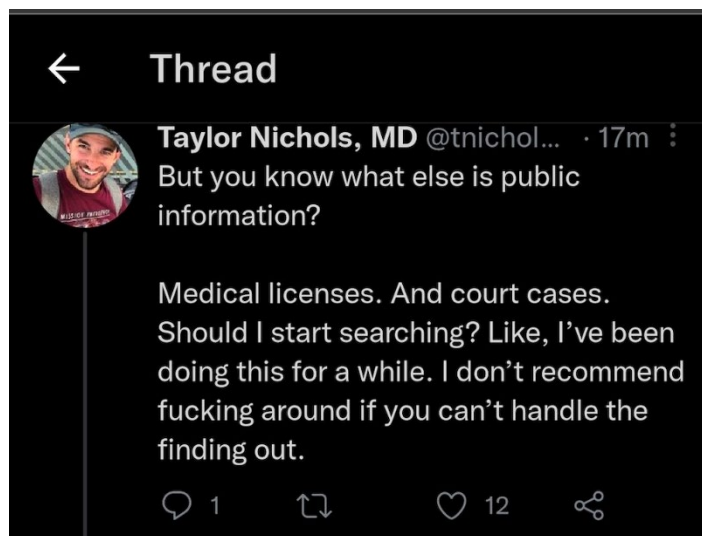 Thread
Taylor Nichols, MD @tnichol... · 17m
But you know what else is public
information?
Medical licenses. And court cases.
Should I start searching? Like, I’ve been
doing this for a while. I don’t recommend
fucking around if you can’t handle the
finding out.
1 12